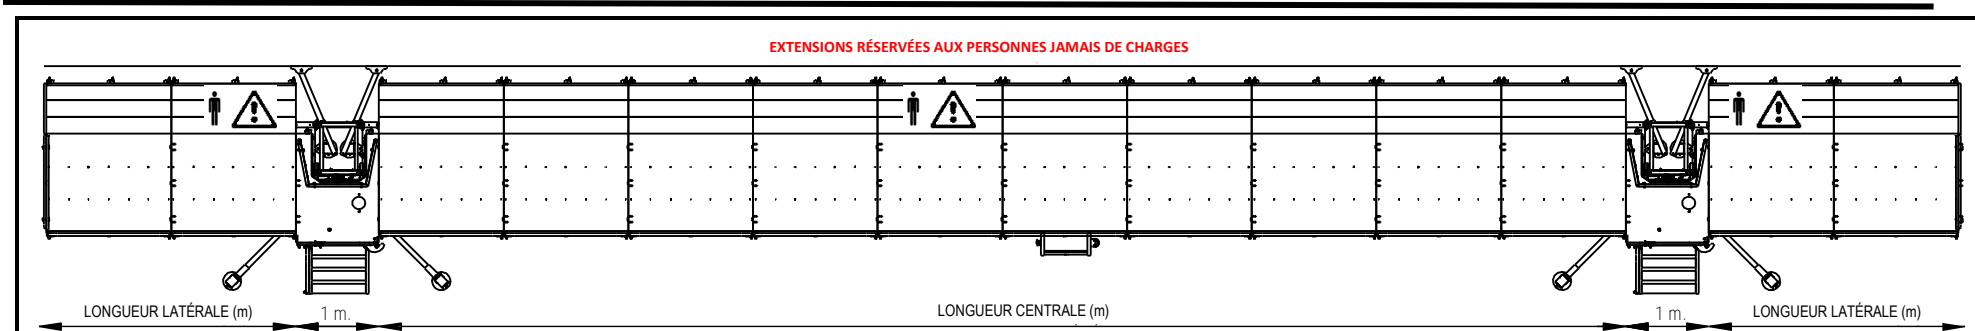 EXTENSIONS RÉSERVÉES AUX PERSONNES JAMAIS DE CHARGES
LONGUEUR LATÉRALE (m)
1 m.
LONGUEUR CENTRALE (m)
1 m.
LONGUEUR LATÉRALE (m)